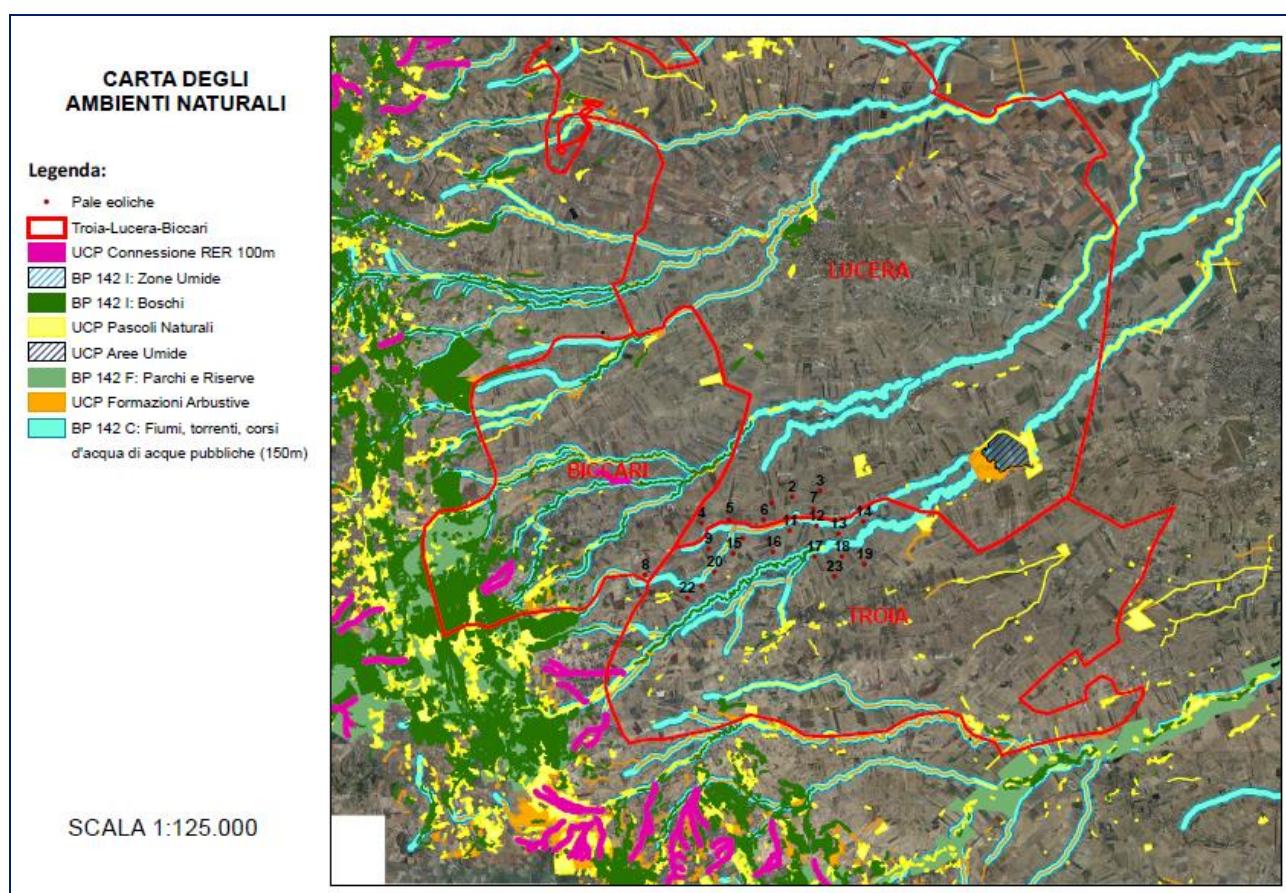 CARTA DEGLI
AMBIENTI NATURALI
Legenda:
Pale eoliche
Troia-Lucera-Biccari
UCP Connessione RER 100m
BP 142 I: Zone Umide
BP 142 I: Boschi
UCP Pascoli Naturali
UCP Aree Umide
BP 142 F: Parchi e Riserve
UCP Formazioni Arbustive
BP 142 C: Fiumi, torrenti, corsi
d'acqua di acque pubbliche (150m)
SCALA 1:125.000
LUCERA
BICCARI
2
3
7
4
5
6
12
14
11
13
9
15
16
17
18
19
8
20
23
22
TROIA